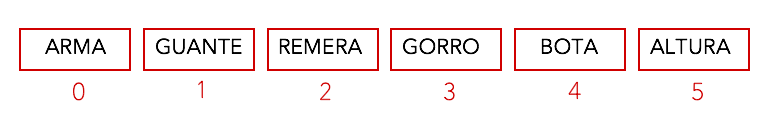 ARMA GUANTE REMERA GORRO BOTA ALTURA
0 1 2 3 4 5